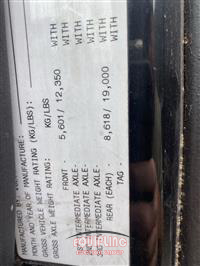 MANUFACTURED BY:
MONTH AND YEAR OF MANUFACTURE:
GROSS VEHICLE WEIGHT RATING (KG/LBS)
GROSS AXLE WEIGHT RATING: KG/LBS
FRONT 5,601/ 12,350 WITH
INTERMEDIATE AXLE- WITH
INTERMEDIATE AXLE- WITH
INTERMEDIATE AXLE- WITH
REAR (EACH) 8,618/ 19,000 WITH
TAG - WITH